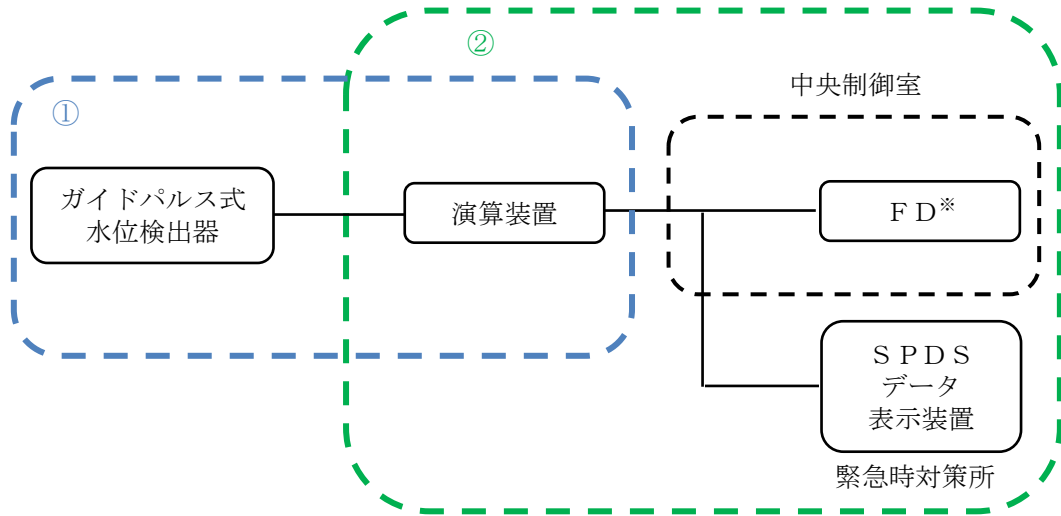 ②
中央制御室
①
ガイドパルス式
水位検出器
演算装置
ＦＤ※
ＳＰＤＳ
データ
表示装置
緊急時対策所